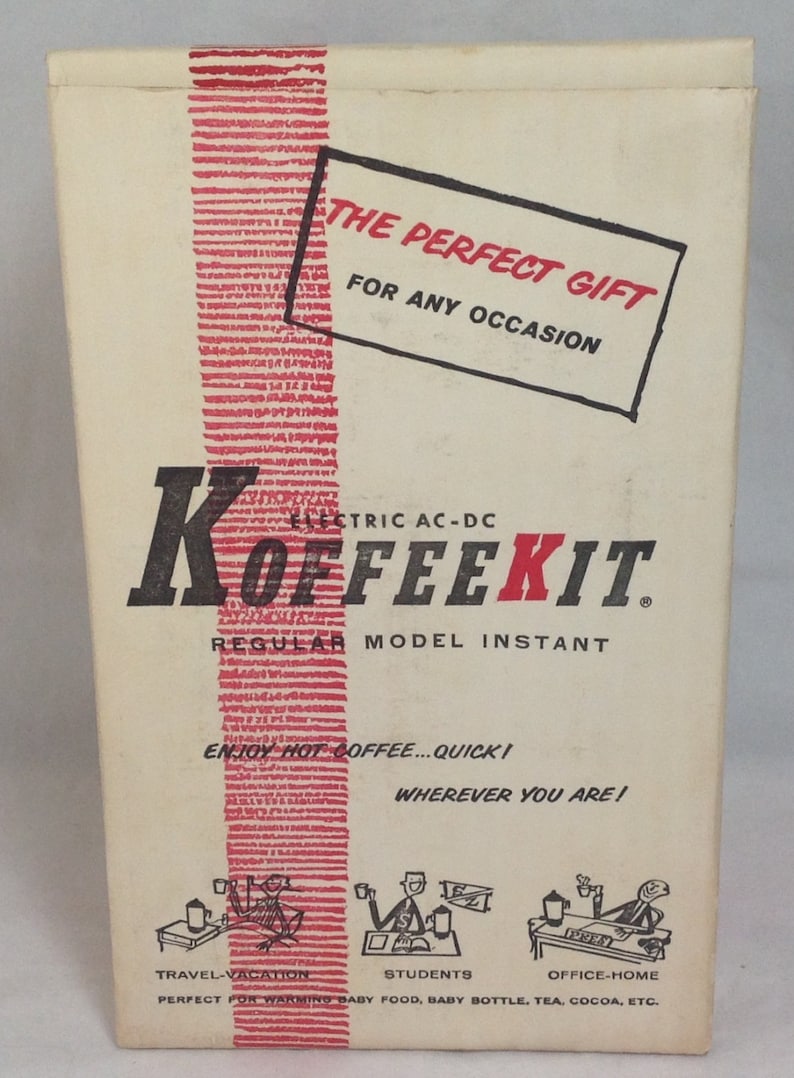 THE PERFECT GIFT
FOR ANY OCCASION
ELECTRIC AC-DC
KOFFEEKIT®
REGULAR MODEL INSTANT
ENJOY HOT COFFEE...QUICK!
WHEREVER YOU ARE!
S
PRES
TRAVEL-VACATION
STUDENTS
OFFICE-HOME
PERFECT FOR WARMING BABY FOOD, BABY BOTTLE, TEA, COCOA, ETC.